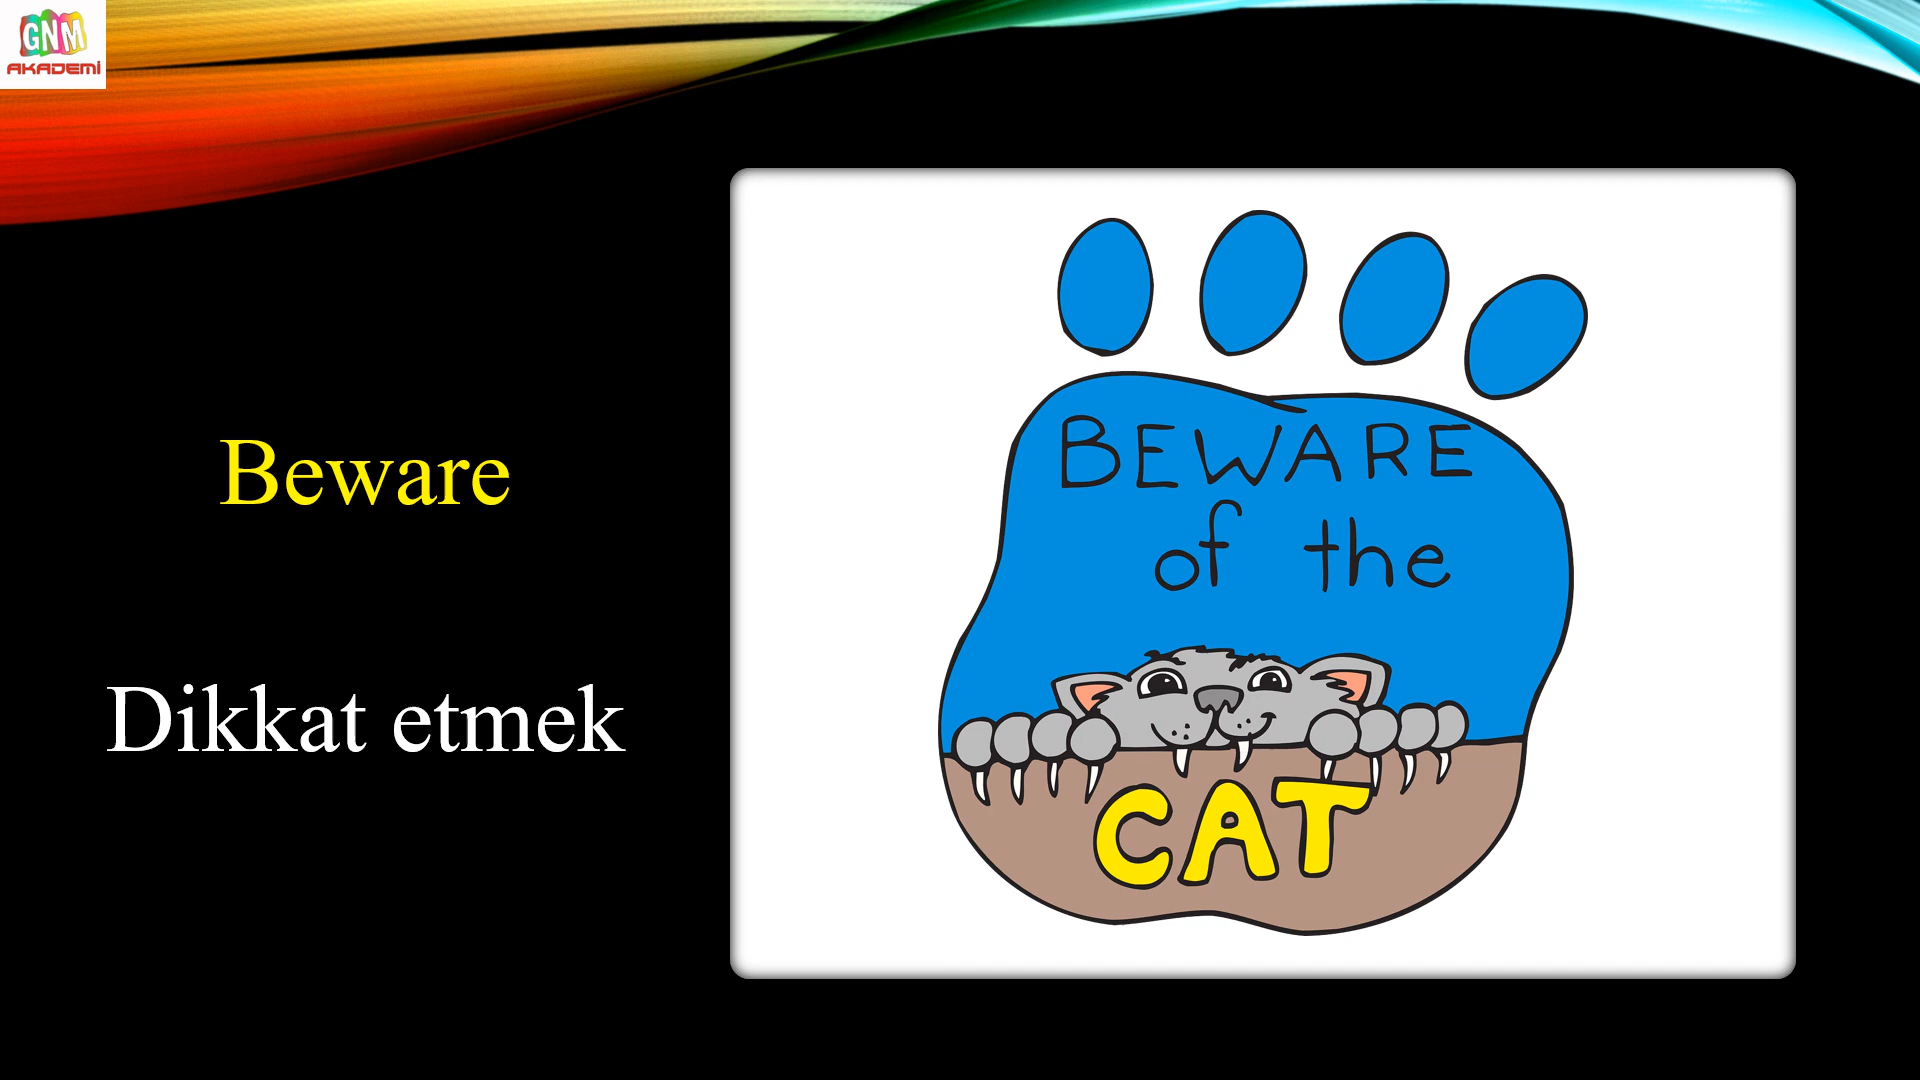 GNM
AKADEMİ
Beware
Dikkat etmek
BEWARE
of the
CAT